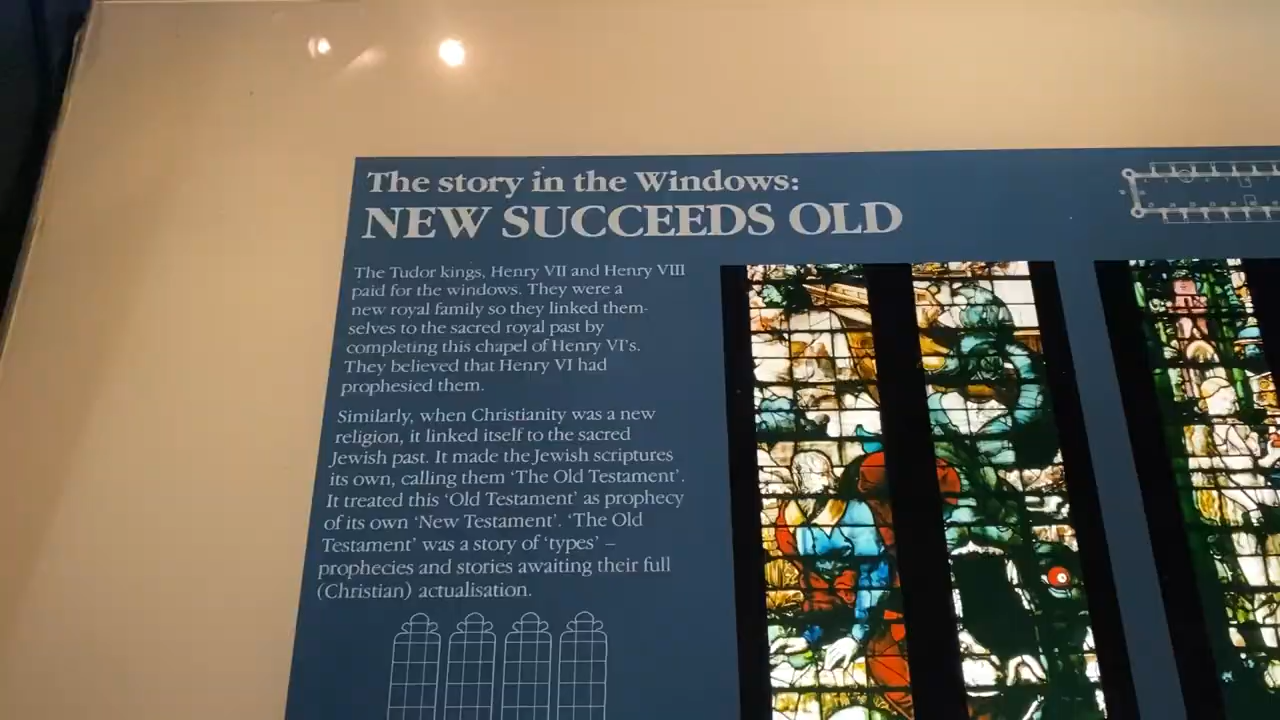 The story in the Windows:
NEW SUCCEEDS OLD
The Tudor kings, Henry VII and Henry VIII
paid for the windows. They were a
new royal family so they linked them-
selves to the sacred royal past by
completing this chapel of Henry VI's.
They believed that Henry VI had
prophesied them.
Similarly, when Christianity was a new
religion, it linked itself to the sacred
Jewish past. It made the Jewish scriptures
its own, calling them ‘The Old Testament’.
It treated this ‘Old Testament’ as prophecy
of its own ‘New Testament’. ‘The Old
Testament’ was a story of ‘types’ –
prophecies and stories awaiting their full
(Christian) actualisation.